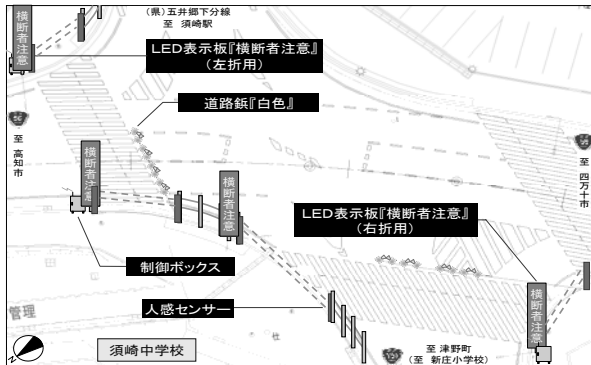 (県)五井郷下分線
至 須崎駅
横断者注意
LED表示板『横断者注意』
(左折用)
道路鋲『白色』
56
至 高知市
横断者注意
横断者注意
56
至 四万十市
LED表示板『横断者注意』
(右折用)
制御ボックス
人感センサー
横断者注意
管理
須崎中学校
197
至 津野町
(至 新庄小学校)
N